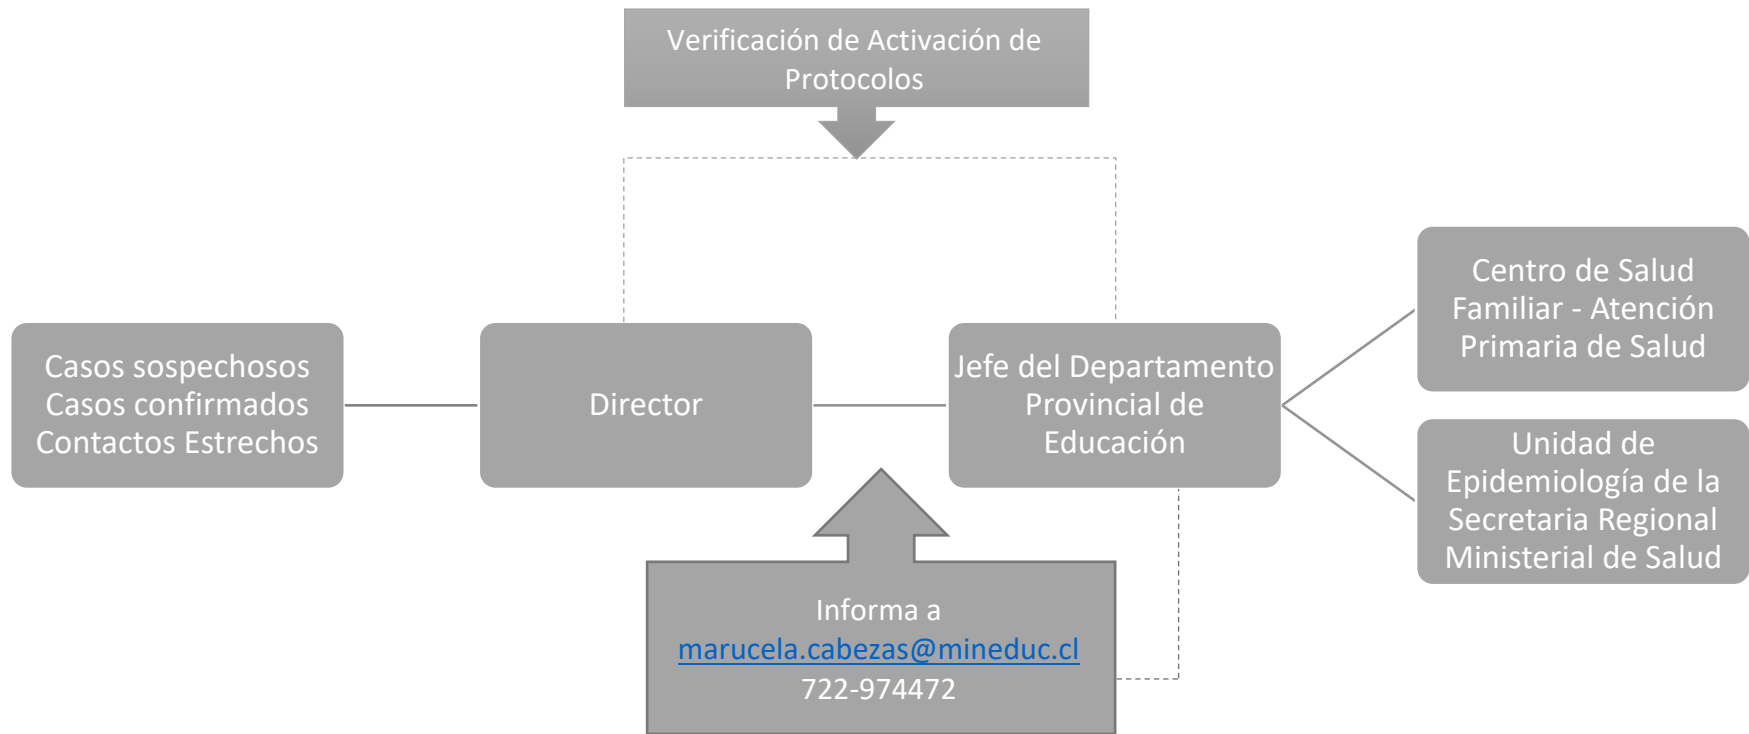 Verificación de Activación de
Protocolos
Casos sospechosos
Casos confirmados
Contactos Estrechos
Director
Jefe del Departamento
Provincial de
Educación
Centro de Salud
Familiar - Atención
Primaria de Salud
Unidad de
Epidemiología de la
Secretaria Regional
Ministerial de Salud
Informa a
marucela.cabezas@mineduc.cl
722-974472